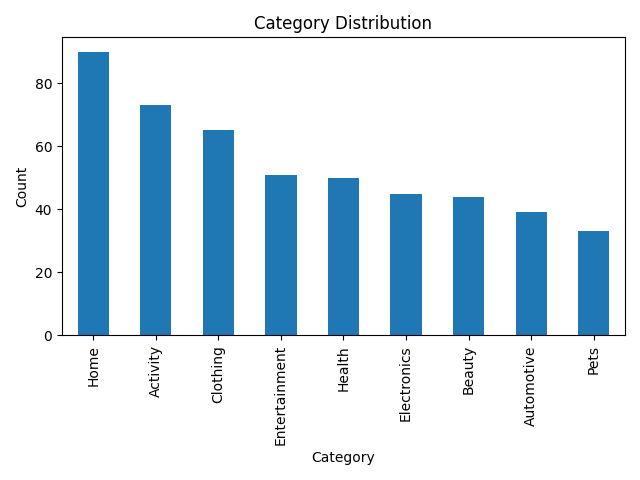 Category Distribution
Count
80
60
40
20
0
Home
Activity
Clothing
Entertainment
Health
Electronics
Beauty
Automotive
Pets
Category